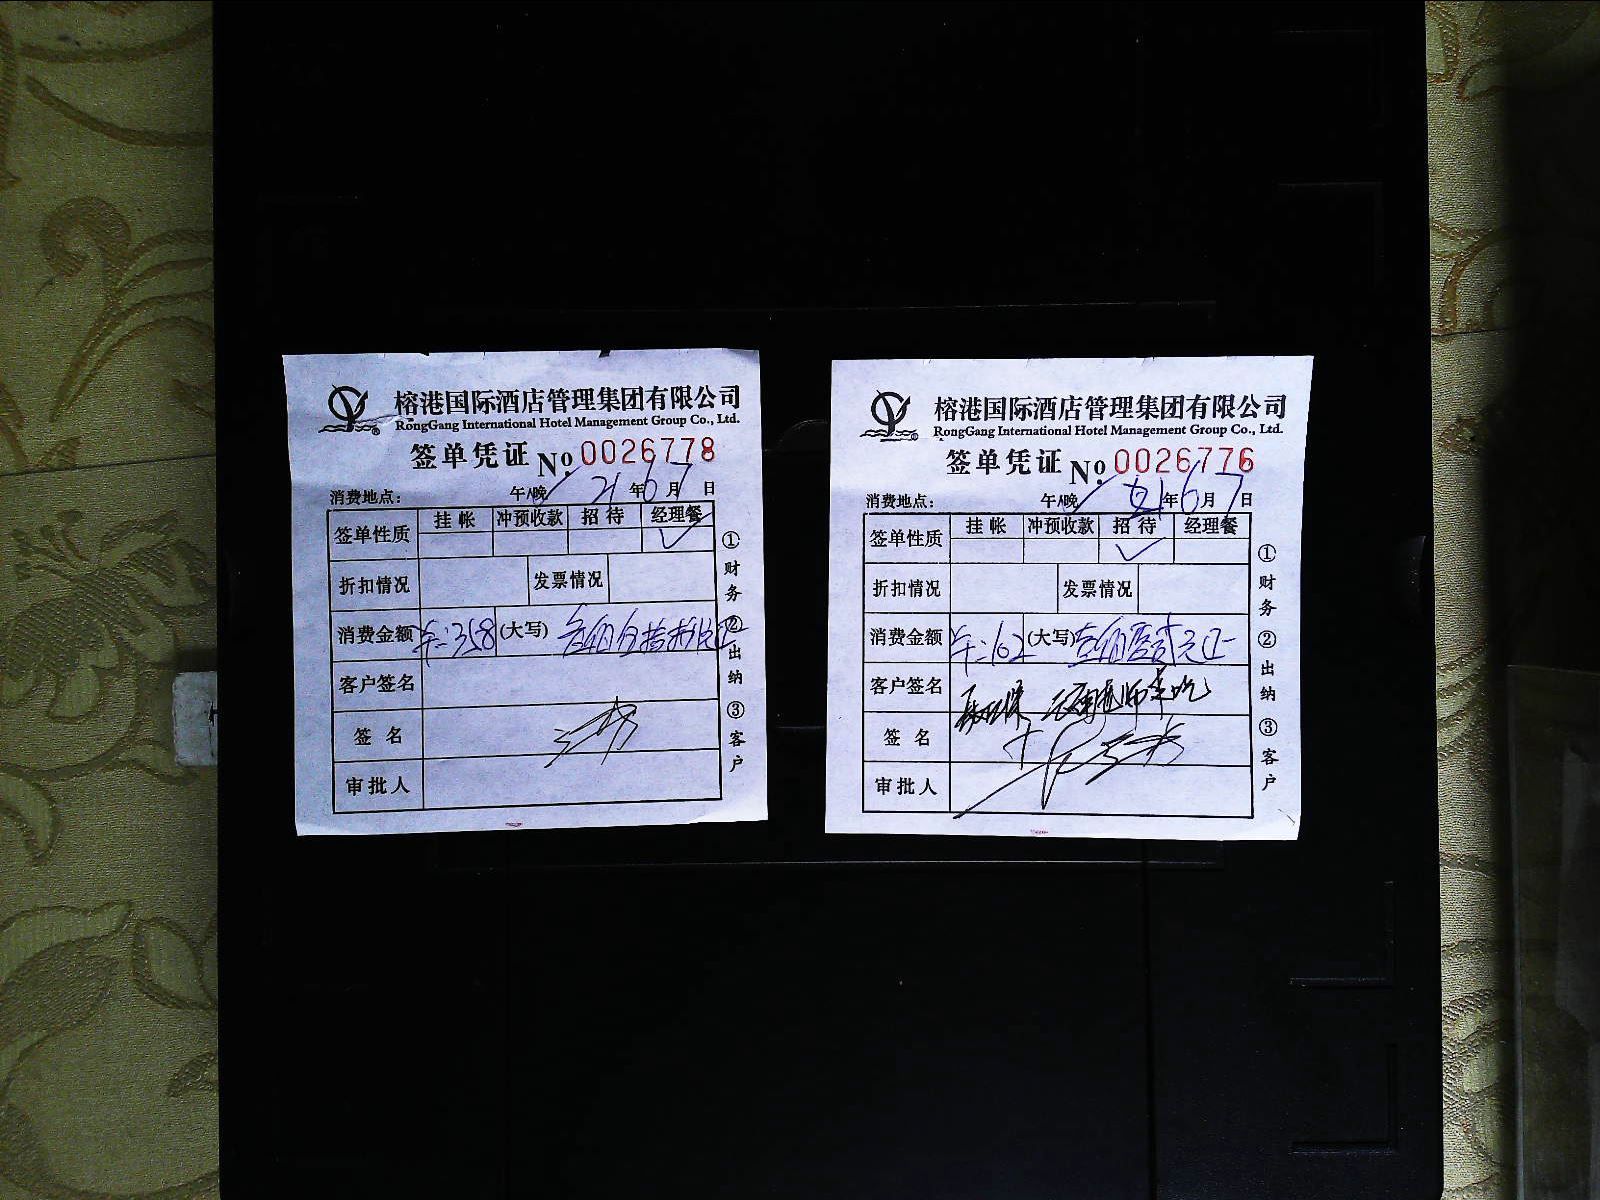 榕港国际酒店管理集团有限公司
RongGang International Hotel Management Group Co., Ltd.
签单凭证 No. 0026778
消费地点: 午/晚 ✓ 21年6月7日
签单性质 挂帐 冲预收款 招待 经理餐
✓
折扣情况 发票情况
消费金额 358 (大写)
客户签名
签名
审批人
①财务 ②出纳 ③客户
榕港国际酒店管理集团有限公司
RongGang International Hotel Management Group Co., Ltd.
签单凭证 No. 0026776
消费地点: 午/晚 ✓ 21年6月7日
签单性质 挂帐 冲预收款 招待 经理餐
✓
折扣情况 发票情况
消费金额 162 (大写) 元正
客户签名
签名
审批人
①财务 ②出纳 ③客户